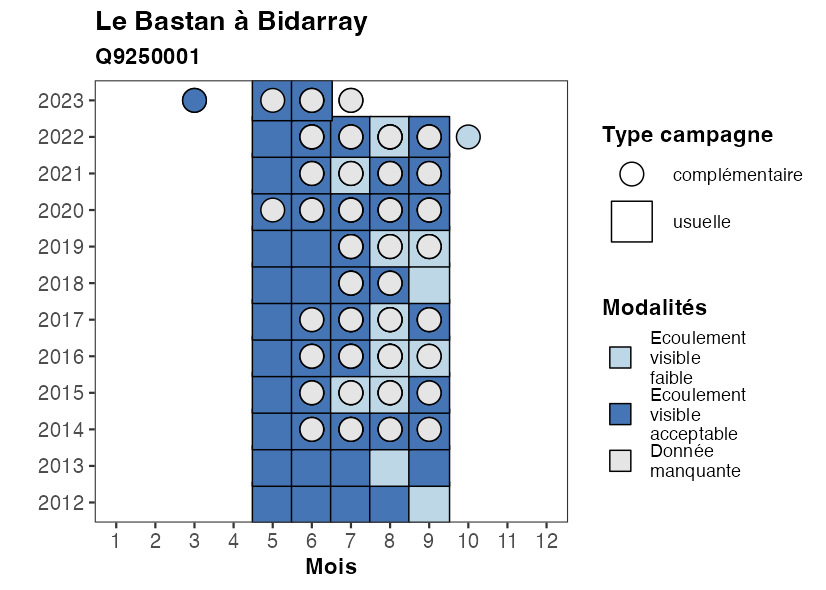 Le Bastan à Bidarray
Q9250001
2023
2022
2021
2020
2019
2018
2017
2016
2015
2014
2013
2012
1 2 3 4 5 6 7 8 9 10 11 12
Mois
Type campagne
complémentaire
usuelle
Modalités
Ecoulement
visible
faible
Ecoulement
visible
acceptable
Donnée
manquante